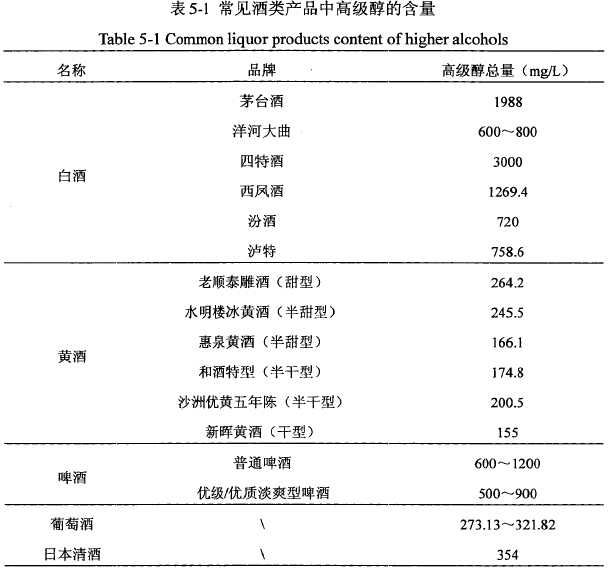 表 5-1 常见酒类产品中高级醇的含量
Table 5-1 Common liquor products content of higher alcohols
名称 品牌 高级醇总量（mg/L）
茅台酒 1988
洋河大曲 600～800
四特酒 3000
白酒
西凤酒 1269.4
汾酒 720
泸特 758.6
老顺泰雕酒（甜型） 264.2
水明楼冰黄酒（半甜型） 245.5
惠泉黄酒（半甜型） 166.1
黄酒
和酒特型（半干型） 174.8
沙洲优黄五年陈（半干型） 200.5
新晖黄酒（干型） 155
普通啤酒 600～1200
啤酒
优级/优质淡爽型啤酒 500～900
葡萄酒 \ 273.13～321.82
日本清酒 \ 354